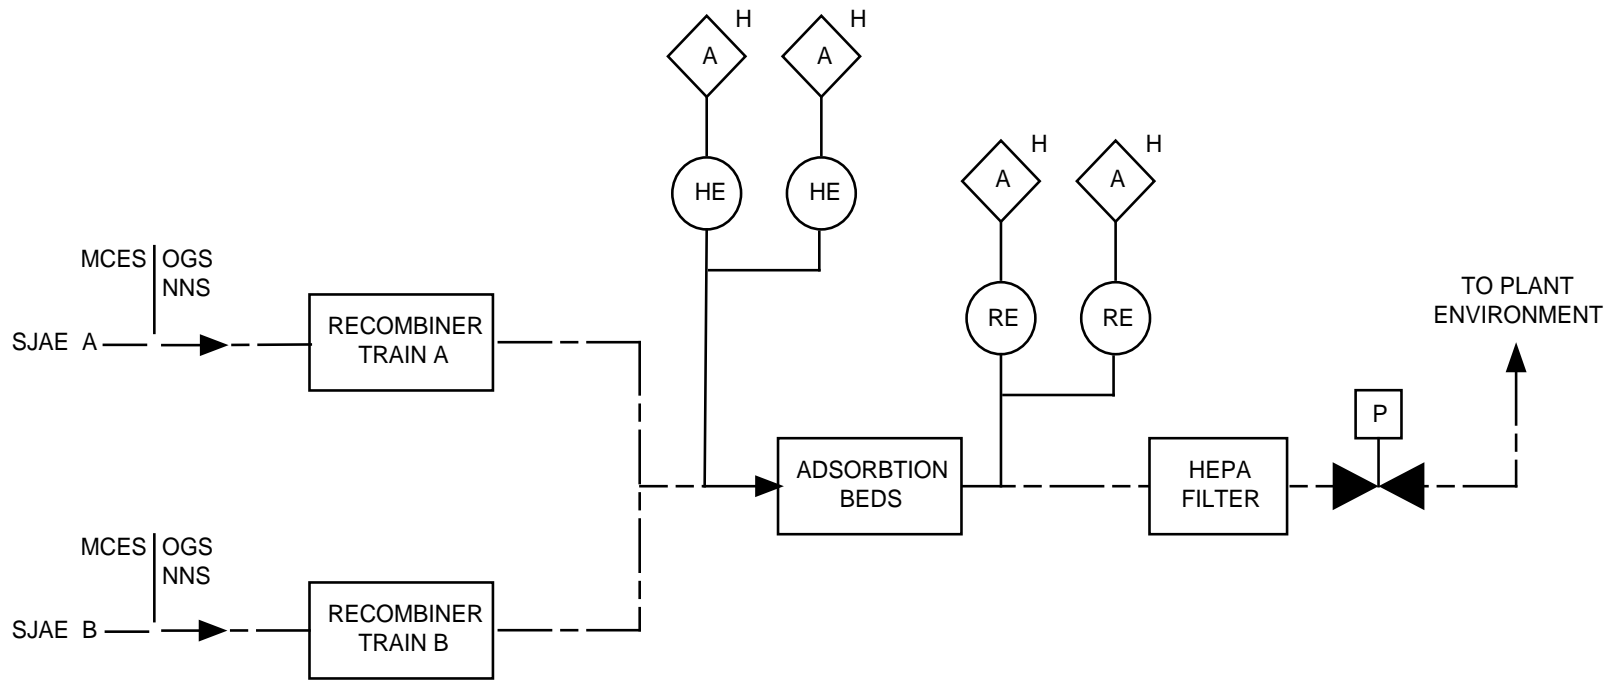 H
H
A
A
H
H
HE
HE
A
A
MCES
OGS
NNS
RE
RE
TO PLANT
ENVIRONMENT
SJAE A
RECOMBINER
TRAIN A
P
ADSORBTION
BEDS
HEPA
FILTER
MCES
OGS
NNS
SJAE B
RECOMBINER
TRAIN B